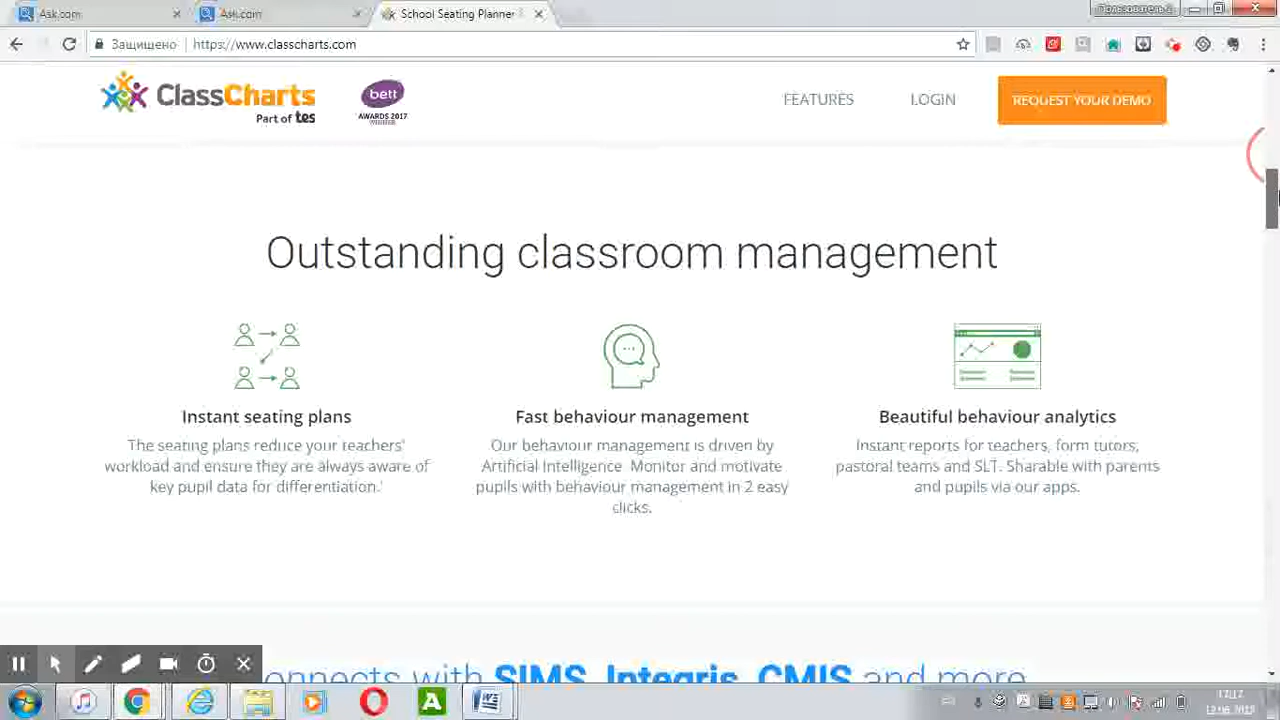 Ask.com
Ask.com
School Seating Planner
Защищено
https://www.classcharts.com
ClassCharts
Part of tes
bett
AWARDS 2017
WINNER
FEATURES
LOGIN
REQUEST YOUR DEMO
Outstanding classroom management
Instant seating plans
The seating plans reduce your teachers'
workload and ensure they are always aware of
key pupil data for differentiation.'
Fast behaviour management
Our behaviour management is driven by
Artificial Intelligence Monitor and motivate
pupils with behaviour management in 2 easy
clicks.
Beautiful behaviour analytics
Instant reports for teachers, form tutors,
pastoral teams and SLT. Sharable with parents
and pupils via our apps.
onnects with SIMS, Integris, CMIS and more